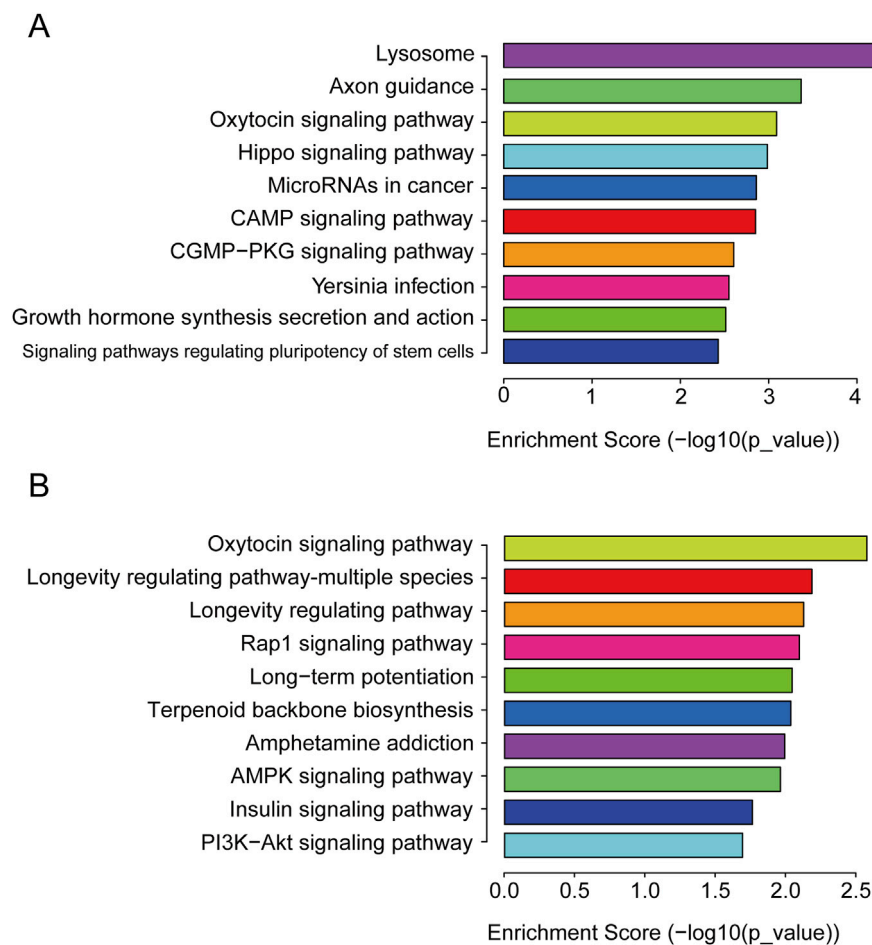 A
Lysosome
Axon guidance
Oxytocin signaling pathway
Hippo signaling pathway
MicroRNAs in cancer
CAMP signaling pathway
CGMP−PKG signaling pathway
Yersinia infection
Growth hormone synthesis secretion and action
Signaling pathways regulating pluripotency of stem cells
0 1 2 3 4
Enrichment Score (−log10(p_value))
B
Oxytocin signaling pathway
Longevity regulating pathway-multiple species
Longevity regulating pathway
Rap1 signaling pathway
Long−term potentiation
Terpenoid backbone biosynthesis
Amphetamine addiction
AMPK signaling pathway
Insulin signaling pathway
PI3K−Akt signaling pathway
0.0 0.5 1.0 1.5 2.0 2.5
Enrichment Score (−log10(p_value))